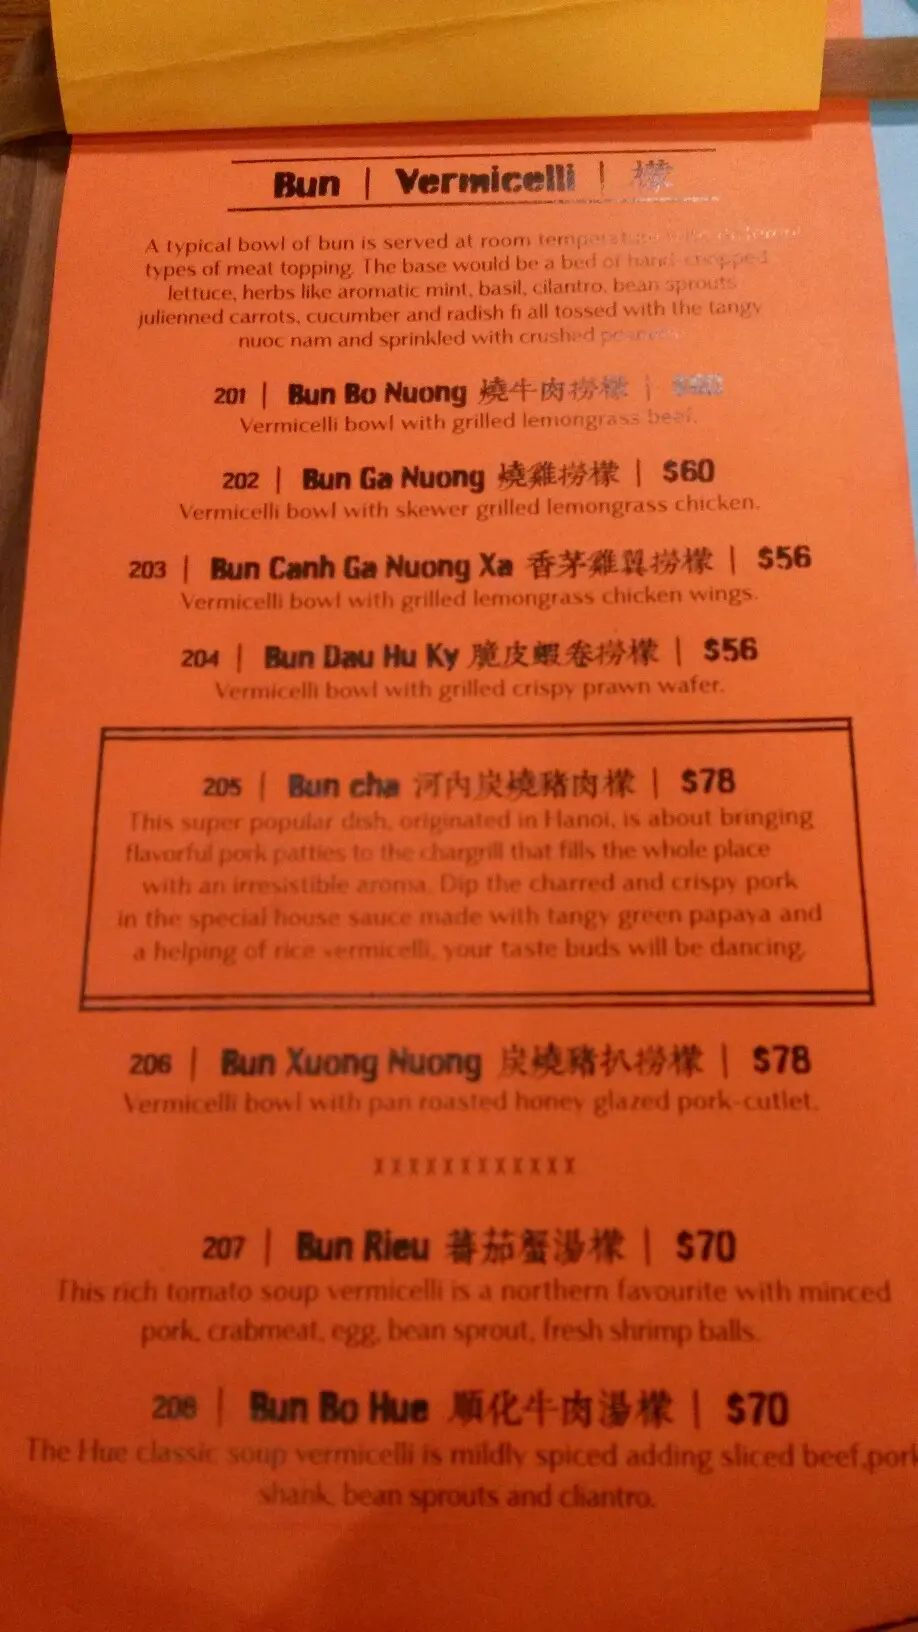 Bun | Vermicelli | 檬
A typical bowl of bun is served at room temperature with different
types of meat topping. The base would be a bed of hand-chopped
lettuce, herbs like aromatic mint, basil, cilantro, bean sprouts
julienned carrots, cucumber and radish fi all tossed with the tangy
nuoc nam and sprinkled with crushed
201 | Bun Bo Nuong 燒牛肉撈檬 |
Vermicelli bowl with grilled lemongrass beef.
202 | Bun Ga Nuong 燒雞撈檬 | $60
Vermicelli bowl with skewer grilled lemongrass chicken.
203 | Bun Canh Ga Nuong Xa 香茅雞翼撈檬 | $56
Vermicelli bowl with grilled lemongrass chicken wings.
204 | Bun Dau Hu Ky 脆皮蝦卷撈檬 | $56
Vermicelli bowl with grilled crispy prawn wafer.
205 | Bun cha 河內炭燒豬肉檬 | $78
This super popular dish, originated in Hanoi, is about bringing
flavorful pork patties to the chargrill that fills the whole place
with an irresistible aroma. Dip the charred and crispy pork
in the special house sauce made with tangy green papaya and
a helping of rice vermicelli, your taste buds will be dancing.
206 | Bun Xuong Nuong 炭燒豬扒撈檬 | $78
Vermicelli bowl with pan roasted honey glazed pork-cutlet.
XXXXXXXXXXXX
207 | Bun Rieu 蕃茄蟹湯檬 | $70
This rich tomato soup vermicelli is a northern favourite with minced
pork, crabmeat, egg, bean sprout, fresh shrimp balls.
208 | Bun Bo Hue 順化牛肉湯檬 | $70
The Hue classic soup vermicelli is mildly spiced adding sliced beef,pork
shank, bean sprouts and cliantro.